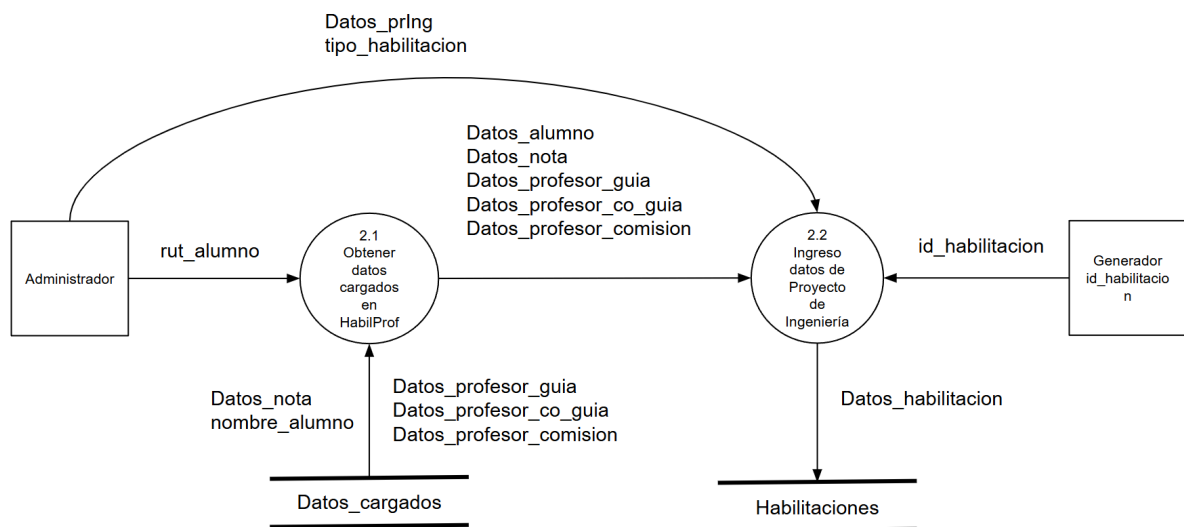 Datos_prIng
tipo_habilitacion
Datos_alumno
Datos_nota
Datos_profesor_guia
Datos_profesor_co_guia
Datos_profesor_comision
Administrador
rut_alumno
2.1
Obtener
datos
cargados
en
HabilProf
2.2
Ingreso
datos de
Proyecto
de
Ingeniería
id_habilitacion
Generador
id_habilitacio
n
Datos_nota
nombre_alumno
Datos_profesor_guia
Datos_profesor_co_guia
Datos_profesor_comision
Datos_habilitacion
Datos_cargados
Habilitaciones